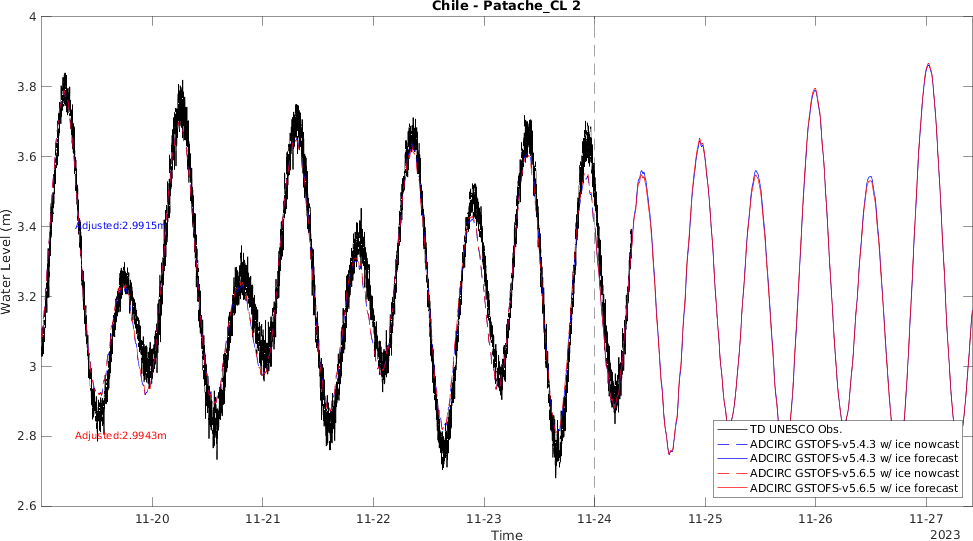 Chile - Patache_CL 2
4
3.8
3.6
3.4
3.2
3
2.8
2.6
Water Level (m)
Adjusted:2.9915m
Adjusted:2.9943m
TD UNESCO Obs.
ADCIRC GSTOFS-v5.4.3 w/ ice nowcast
ADCIRC GSTOFS-v5.4.3 w/ ice forecast
ADCIRC GSTOFS-v5.6.5 w/ ice nowcast
ADCIRC GSTOFS-v5.6.5 w/ ice forecast
11-20 11-21 11-22 11-23 11-24 11-25 11-26 11-27
Time
2023